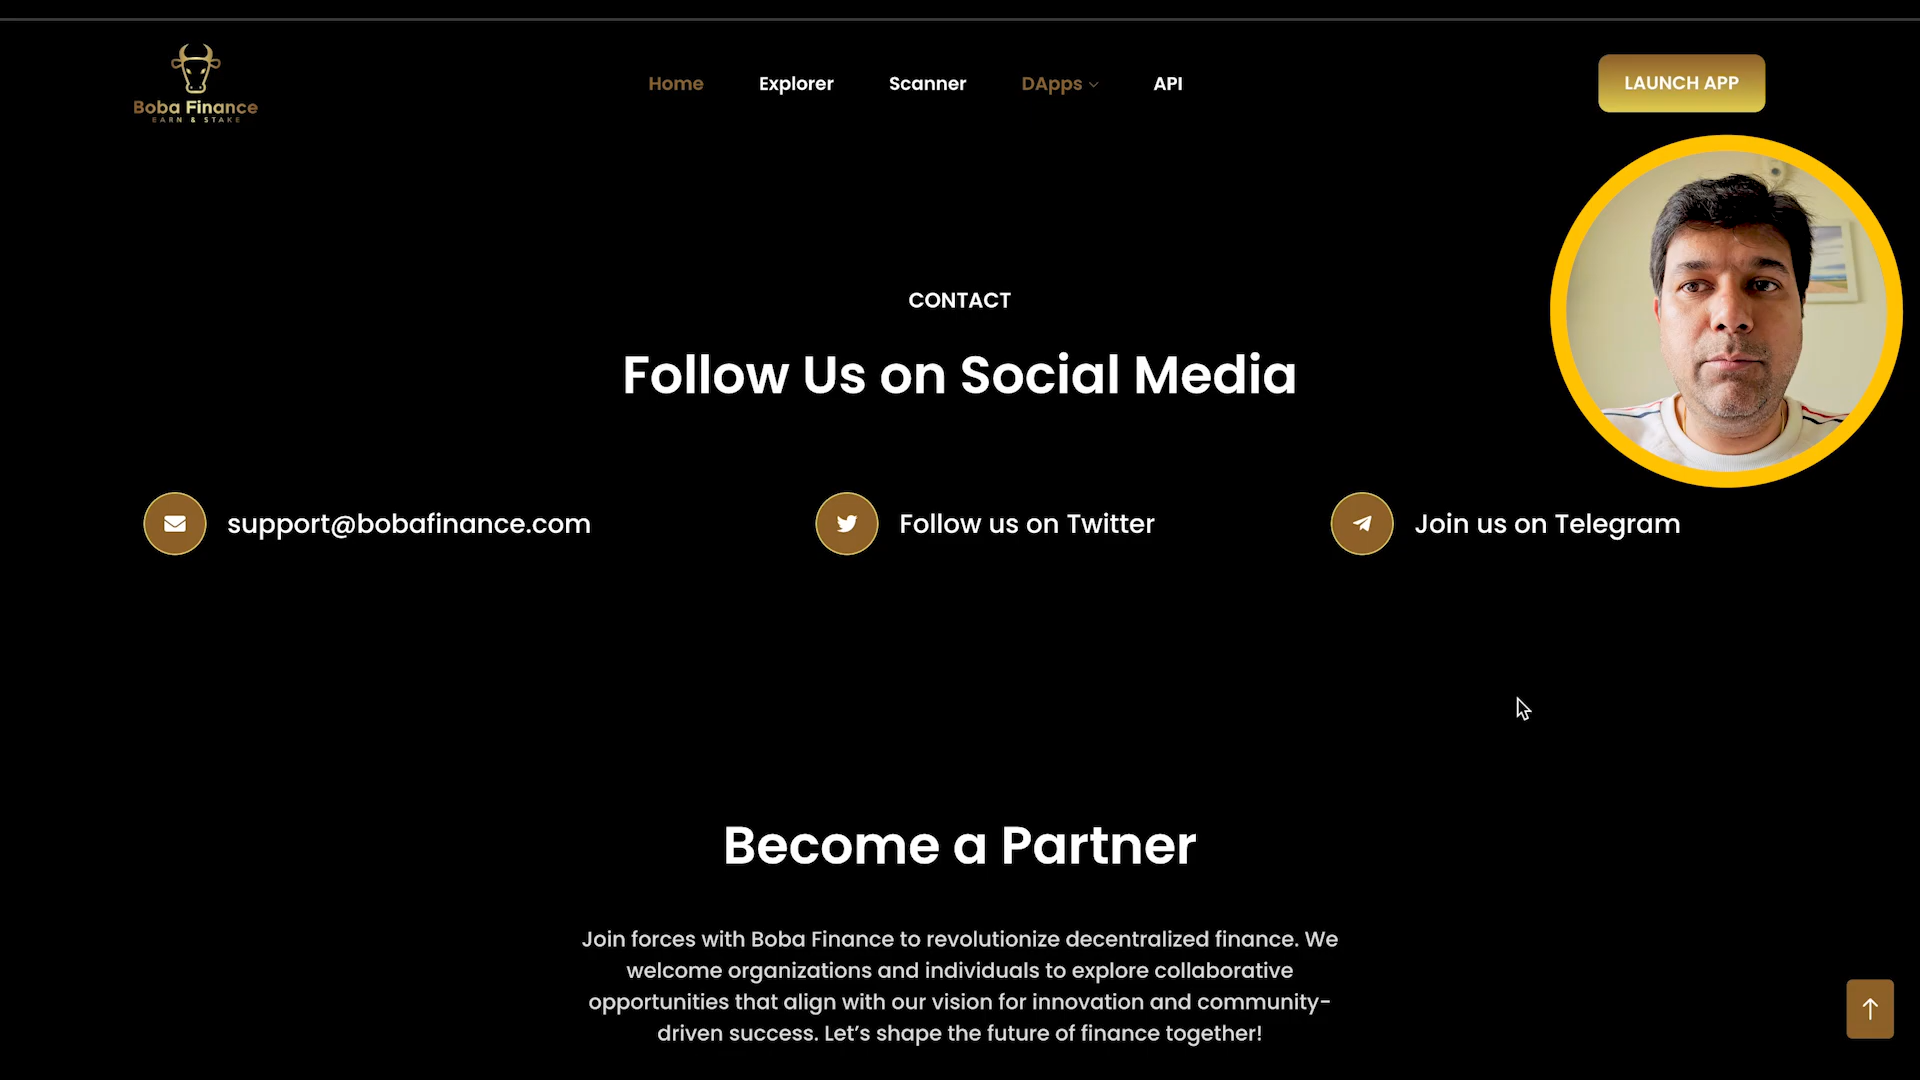 Boba Finance
EARN & STAKE
Home
Explorer
Scanner
DApps
API
LAUNCH APP
CONTACT
Follow Us on Social Media
support@bobafinance.com
Follow us on Twitter
Join us on Telegram
Become a Partner
Join forces with Boba Finance to revolutionize decentralized finance. We
welcome organizations and individuals to explore collaborative
opportunities that align with our vision for innovation and community-
driven success. Let’s shape the future of finance together!